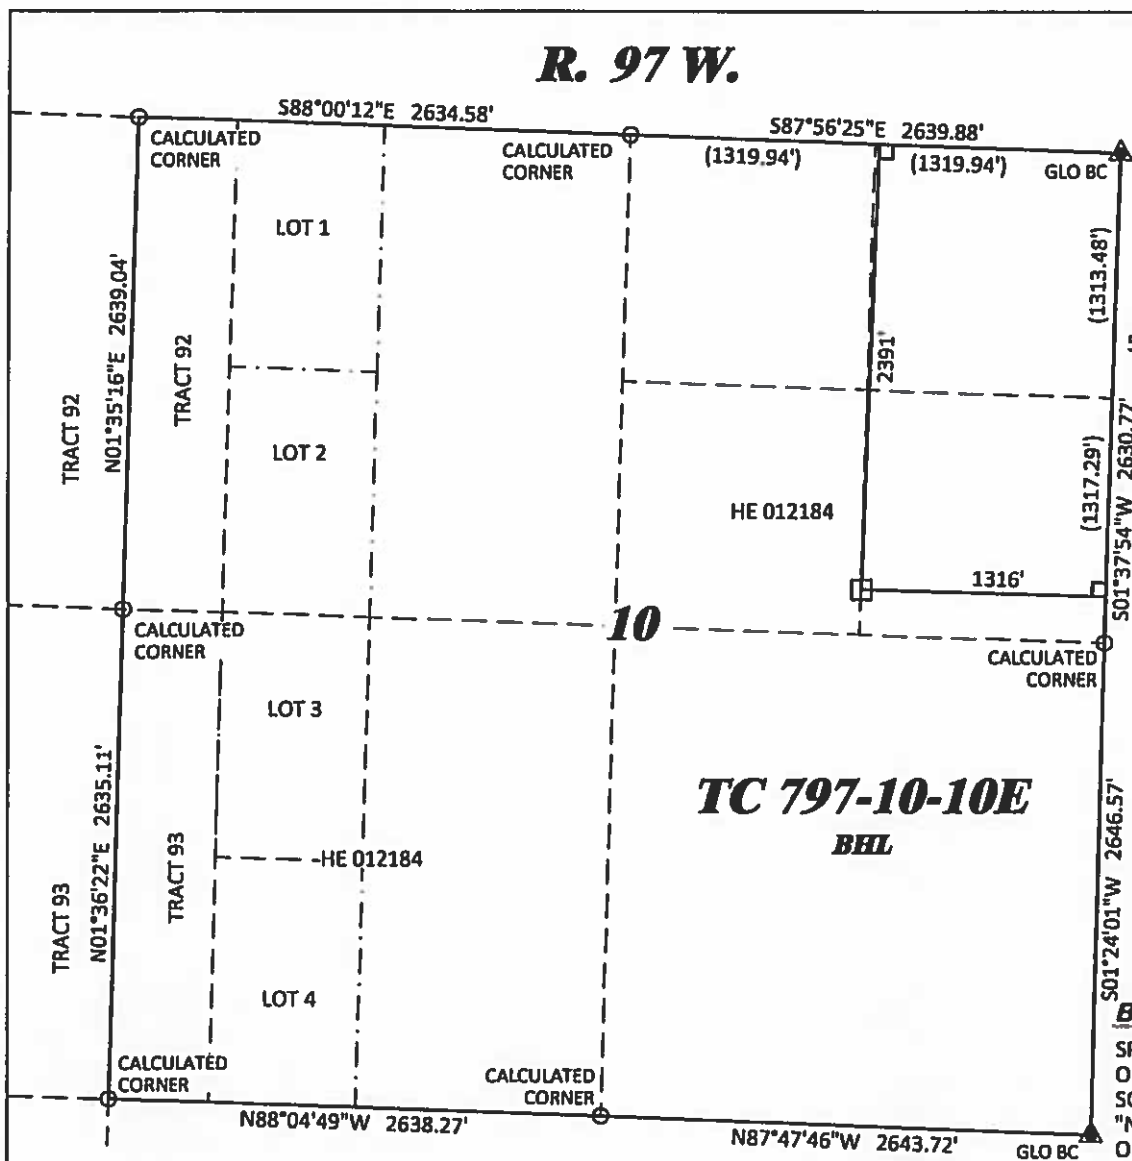 R. 97 W.
S88°00'12"E 2634.58'
S87°56'25"E 2639.88'
CALCULATED
CORNER
CALCULATED
CORNER
(1319.94')
(1319.94')
GLO BC
LOT 1
(1313.48')
N01°35'16"E 2639.04'
TRACT 92
TRACT 92
2391'
LOT 2
S01°37'54"W 2630.77'
(1317.29')
HE 012184
1316'
10
CALCULATED
CORNER
CALCULATED
CORNER
LOT 3
TC 797-10-10E
BHL
N01°36'22"E 2635.11'
TRACT 93
TRACT 93
HE 012184
S01°24'01"W 2646.57'
LOT 4
CALCULATED
CORNER
CALCULATED
CORNER
N88°04'49"W 2638.27'
N87°47'46"W 2643.72'
GLO BC